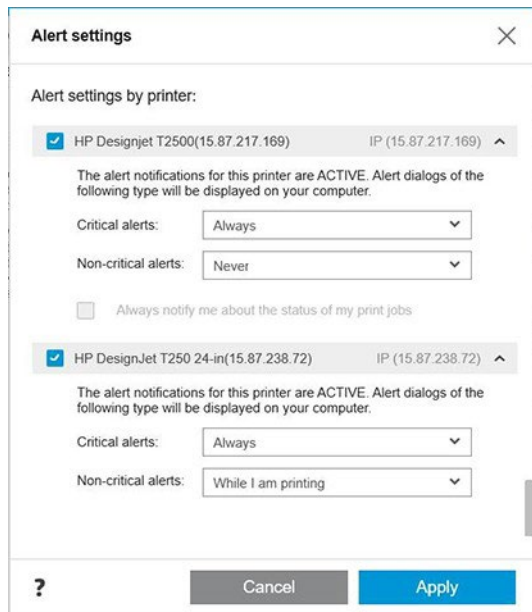 Alert settings
Alert settings by printer:
HP Designjet T2500(15.87.217.169) IP (15.87.217.169)
The alert notifications for this printer are ACTIVE. Alert dialogs of the
following type will be displayed on your computer.
Critical alerts: Always
Non-critical alerts: Never
Always notify me about the status of my print jobs
HP DesignJet T250 24-in(15.87.238.72) IP (15.87.238.72)
The alert notifications for this printer are ACTIVE. Alert dialogs of the
following type will be displayed on your computer.
Critical alerts: Always
Non-critical alerts: While I am printing
? Cancel Apply